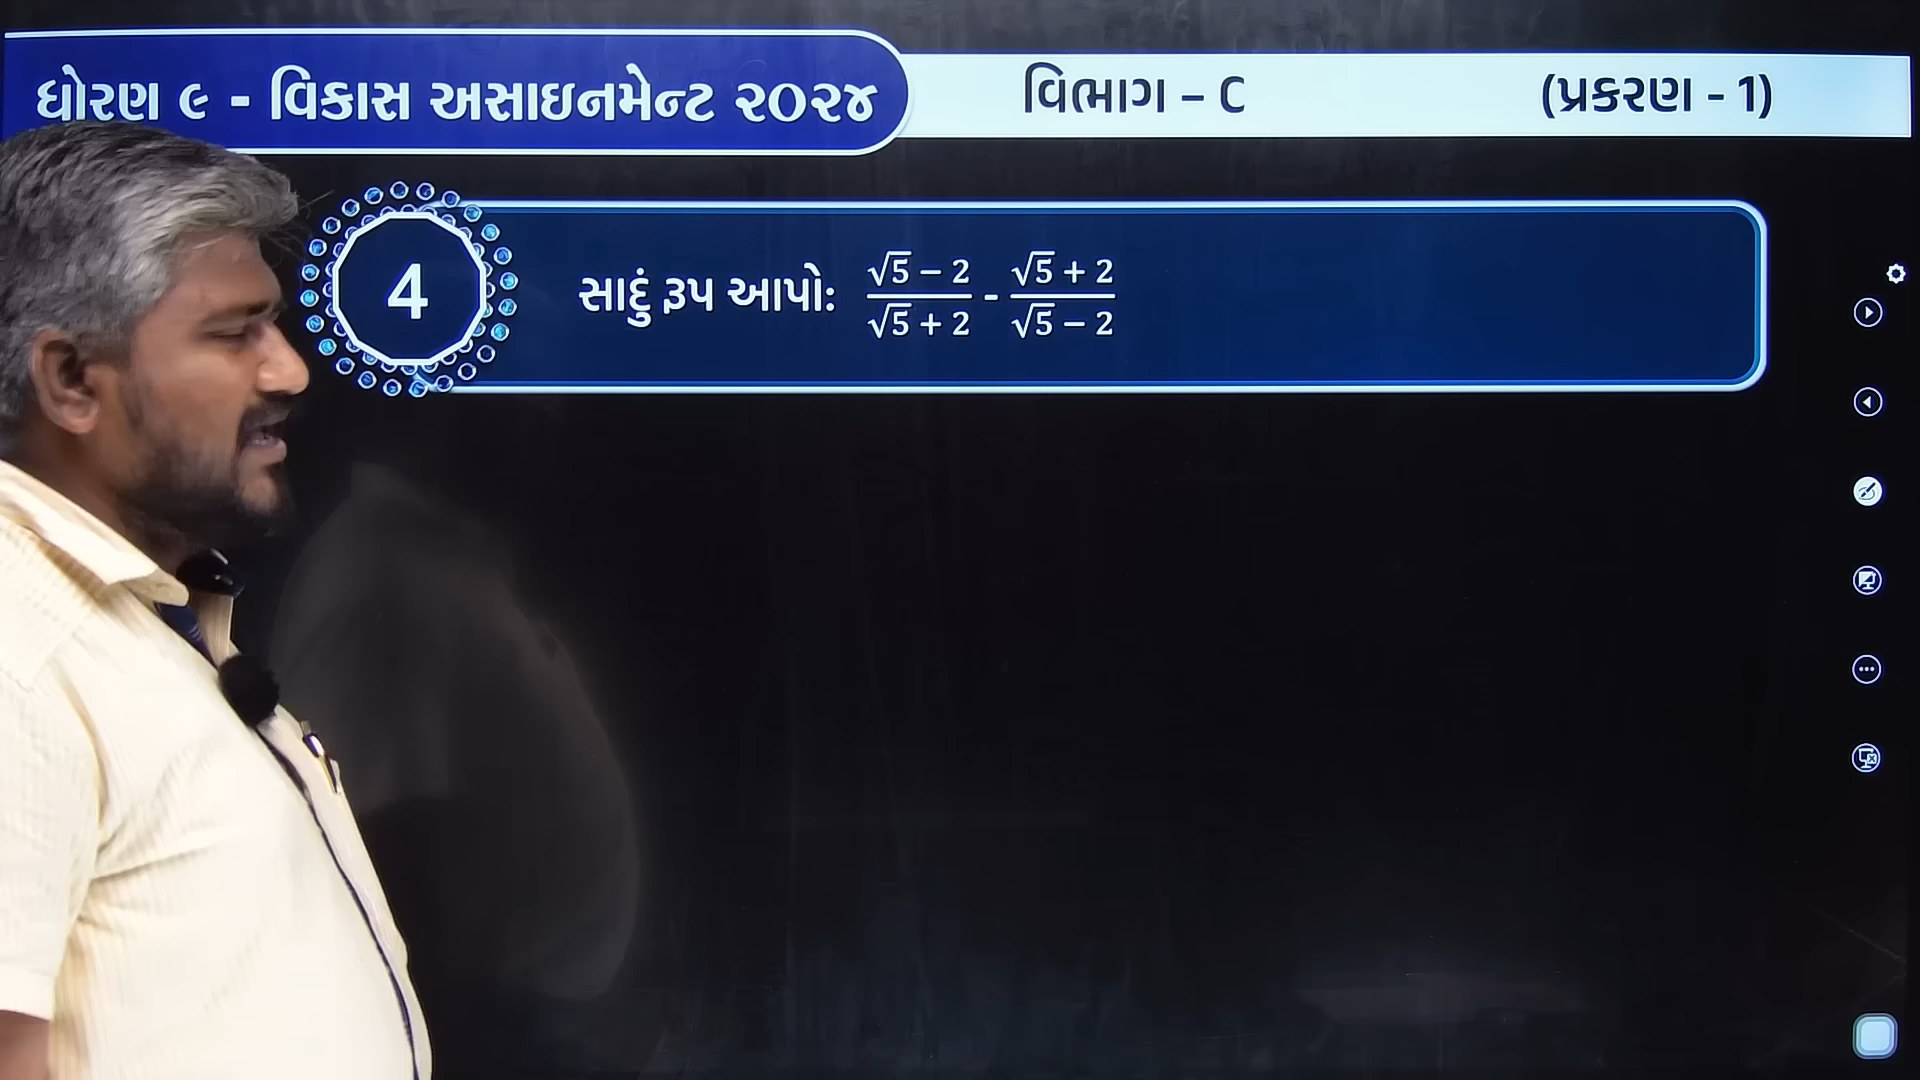 ધોરણ ૯ - વિકાસ અસાઇનમેન્ટ ૨૦૨૪
વિભાગ – C
(પ્રકરણ - 1)
4
સાદું રૂપ આપો: (√5 – 2)/(√5 + 2) - (√5 + 2)/(√5 – 2)